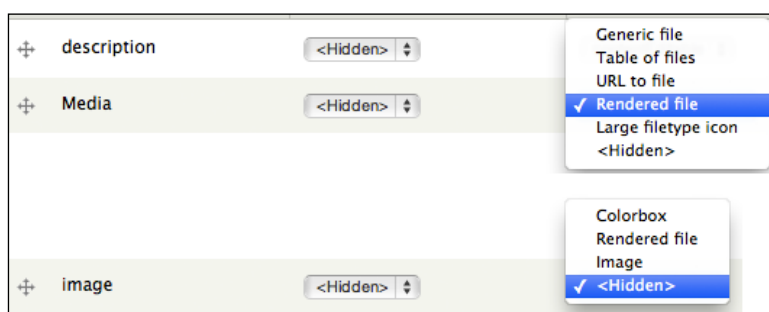 description <Hidden>
Generic file
Table of files
URL to file
Media <Hidden> ✓ Rendered file
Large filetype icon
<Hidden>
Colorbox
Rendered file
Image
image <Hidden> ✓ <Hidden>